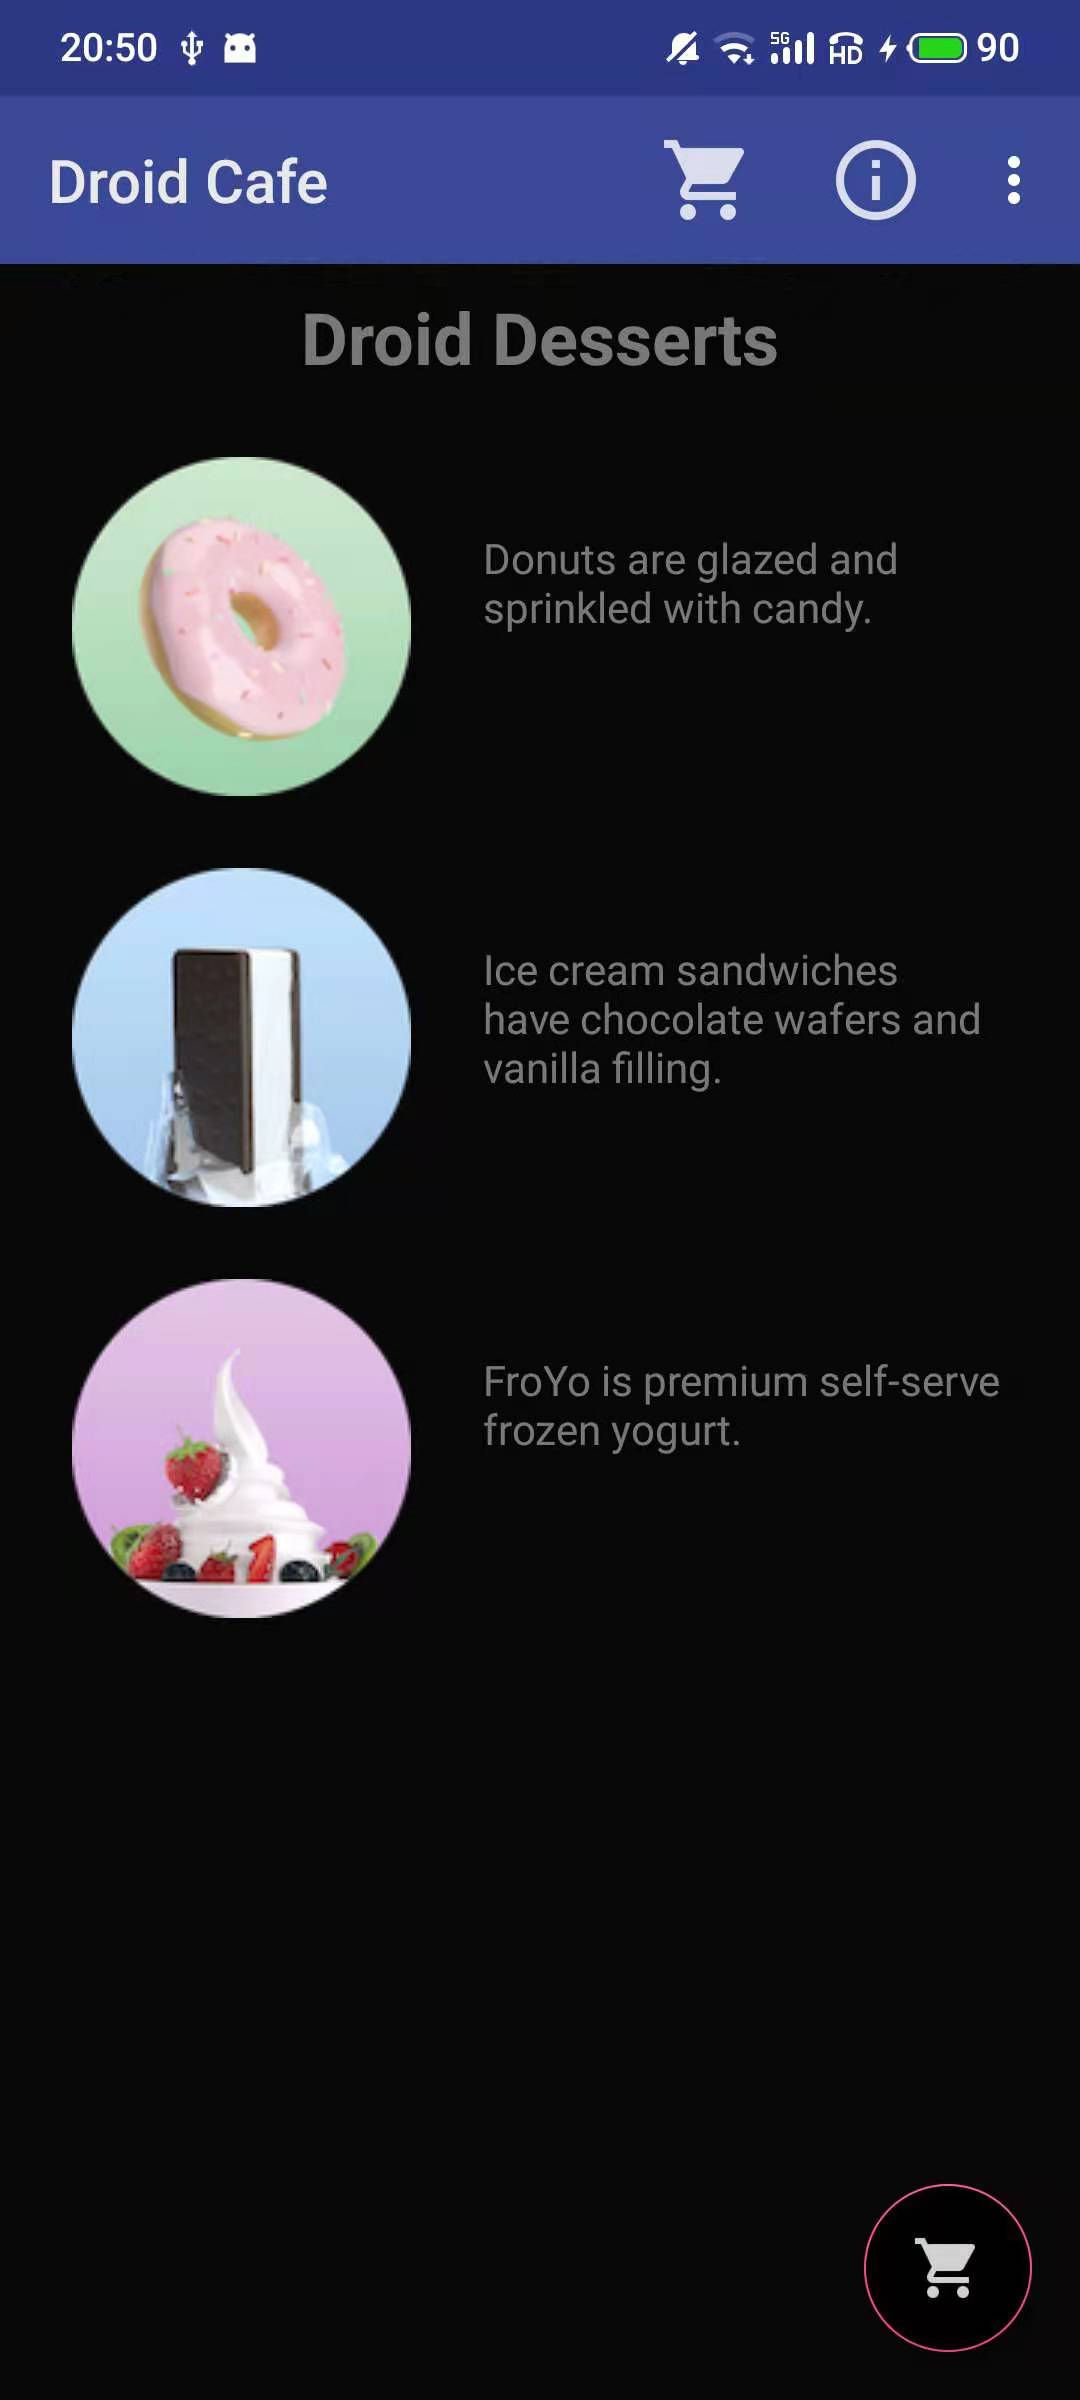 20:50 5G HD 90
Droid Cafe
Droid Desserts
Donuts are glazed and
sprinkled with candy.
Ice cream sandwiches
have chocolate wafers and
vanilla filling.
FroYo is premium self-serve
frozen yogurt.